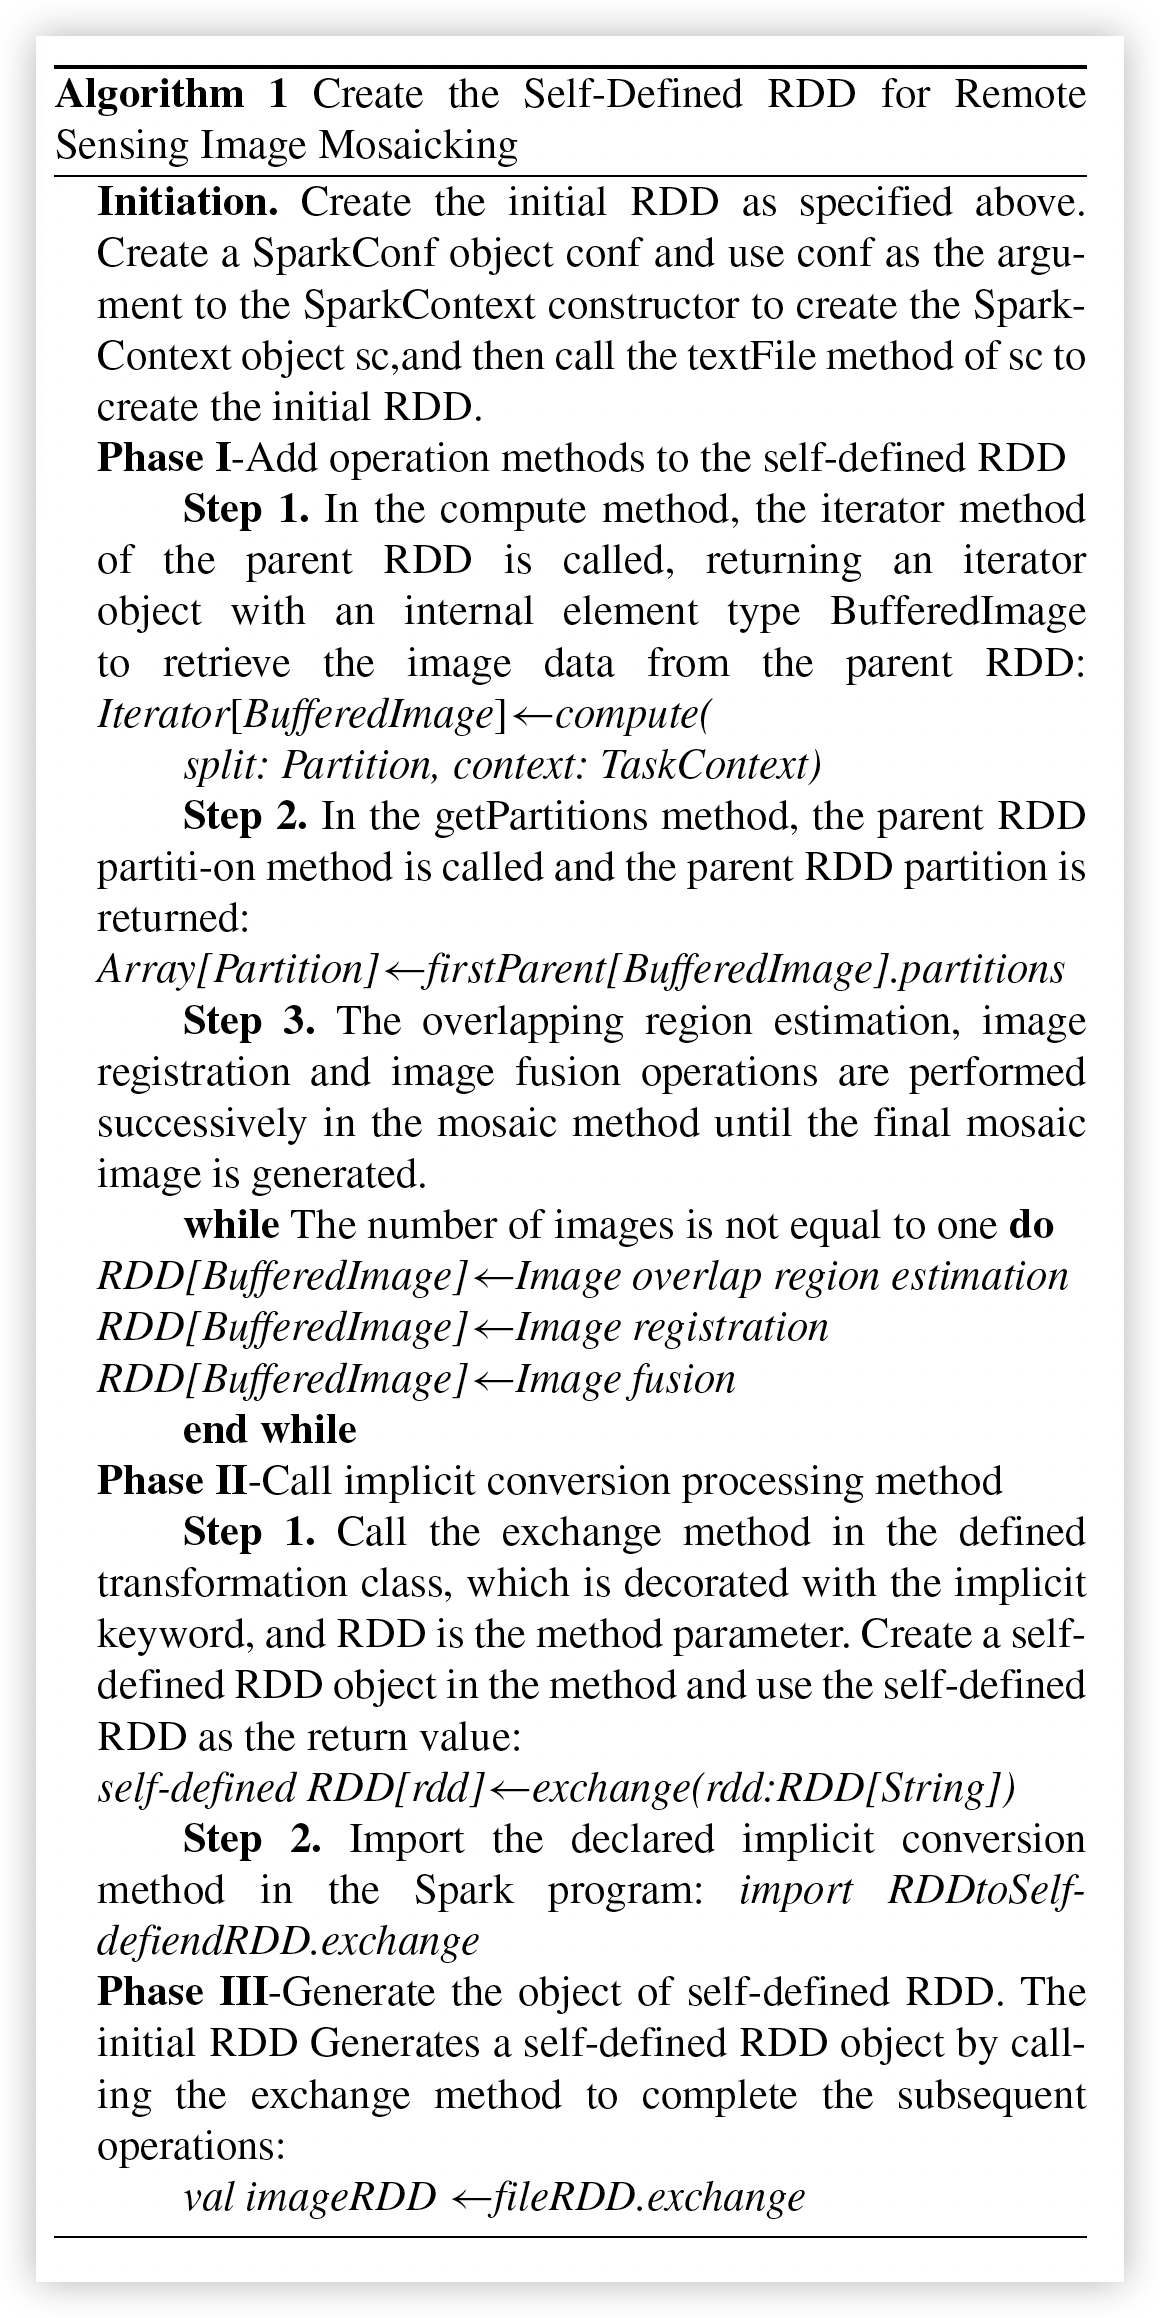 Algorithm 1 Create the Self-Defined RDD for Remote
Sensing Image Mosaicking
Initiation. Create the initial RDD as specified above.
Create a SparkConf object conf and use conf as the argu-
ment to the SparkContext constructor to create the Spark-
Context object sc,and then call the textFile method of sc to
create the initial RDD.
Phase I-Add operation methods to the self-defined RDD
Step 1. In the compute method, the iterator method
of the parent RDD is called, returning an iterator
object with an internal element type BufferedImage
to retrieve the image data from the parent RDD:
Iterator[BufferedImage]←compute(
split: Partition, context: TaskContext)
Step 2. In the getPartitions method, the parent RDD
partiti-on method is called and the parent RDD partition is
returned:
Array[Partition]←firstParent[BufferedImage].partitions
Step 3. The overlapping region estimation, image
registration and image fusion operations are performed
successively in the mosaic method until the final mosaic
image is generated.
while The number of images is not equal to one do
RDD[BufferedImage]←Image overlap region estimation
RDD[BufferedImage]←Image registration
RDD[BufferedImage]←Image fusion
end while
Phase II-Call implicit conversion processing method
Step 1. Call the exchange method in the defined
transformation class, which is decorated with the implicit
keyword, and RDD is the method parameter. Create a self-
defined RDD object in the method and use the self-defined
RDD as the return value:
self-defined RDD[rdd]←exchange(rdd:RDD[String])
Step 2. Import the declared implicit conversion
method in the Spark program: import RDDtoSelf-
defiendRDD.exchange
Phase III-Generate the object of self-defined RDD. The
initial RDD Generates a self-defined RDD object by call-
ing the exchange method to complete the subsequent
operations:
val imageRDD ←fileRDD.exchange